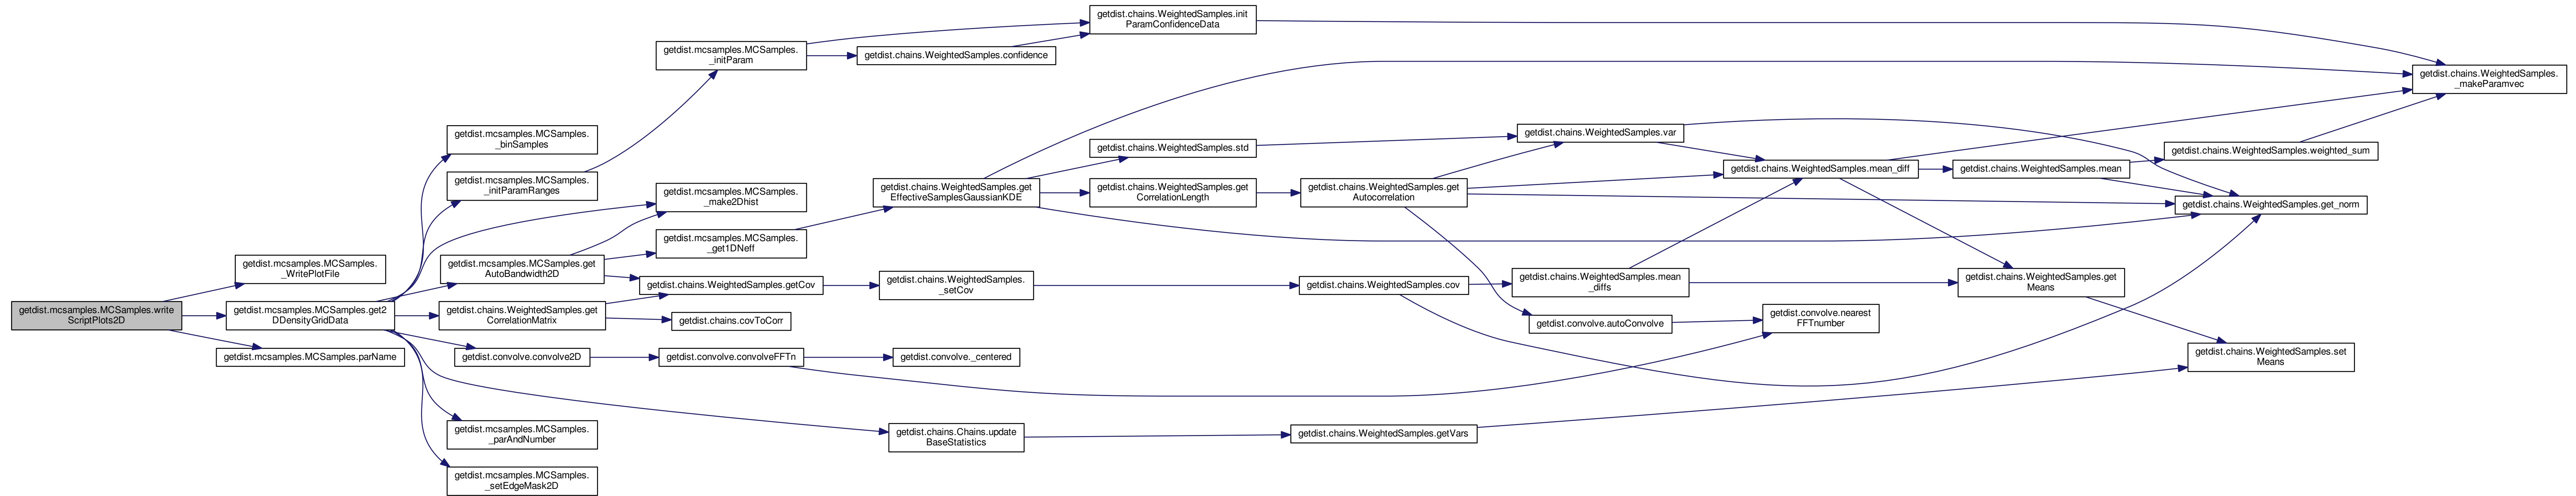 getdist.mcsamples.MCSamples.write
ScriptPlots2D
getdist.mcsamples.MCSamples.
_WritePlotFile
getdist.mcsamples.MCSamples.get2
DDensityGridData
getdist.mcsamples.MCSamples.parName
getdist.mcsamples.MCSamples.
_binSamples
getdist.mcsamples.MCSamples.
_initParamRanges
getdist.mcsamples.MCSamples.get
AutoBandwidth2D
getdist.chains.WeightedSamples.get
CorrelationMatrix
getdist.convolve.convolve2D
getdist.mcsamples.MCSamples.
_parAndNumber
getdist.mcsamples.MCSamples.
_setEdgeMask2D
getdist.mcsamples.MCSamples.
_initParam
getdist.mcsamples.MCSamples.
_make2Dhist
getdist.mcsamples.MCSamples.
_get1DNeff
getdist.chains.WeightedSamples.getCov
getdist.chains.covToCorr
getdist.convolve.convolveFFTn
getdist.chains.WeightedSamples.confidence
getdist.chains.WeightedSamples.get
EffectiveSamplesGaussianKDE
getdist.chains.WeightedSamples.
_setCov
getdist.convolve._centered
getdist.chains.Chains.update
BaseStatistics
getdist.chains.WeightedSamples.init
ParamConfidenceData
getdist.chains.WeightedSamples.std
getdist.chains.WeightedSamples.get
CorrelationLength
getdist.chains.WeightedSamples.get
Autocorrelation
getdist.chains.WeightedSamples.cov
getdist.chains.WeightedSamples.getVars
getdist.chains.WeightedSamples.var
getdist.chains.WeightedSamples.mean
_diffs
getdist.convolve.autoConvolve
getdist.chains.WeightedSamples.mean_diff
getdist.convolve.nearest
FFTnumber
getdist.chains.WeightedSamples.mean
getdist.chains.WeightedSamples.get
Means
getdist.chains.WeightedSamples.weighted_sum
getdist.chains.WeightedSamples.get_norm
getdist.chains.WeightedSamples.set
Means
getdist.chains.WeightedSamples.
_makeParamvec